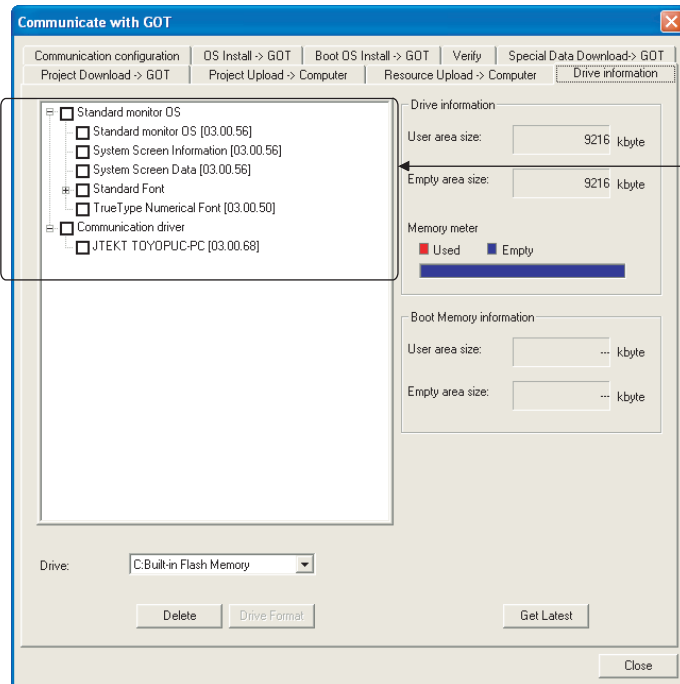 Communicate with GOT
Communication configuration OS Install -> GOT Boot OS Install -> GOT Verify Special Data Download-> GOT
Project Download -> GOT Project Upload -> Computer Resource Upload -> Computer Drive information
Standard monitor OS
Standard monitor OS [03.00.56]
System Screen Information [03.00.56]
System Screen Data [03.00.56]
Standard Font
TrueType Numerical Font [03.00.50]
Communication driver
JTEKT TOYOPUC-PC [03.00.68]
Drive information
User area size: 9216 kbyte
Empty area size: 9216 kbyte
Memory meter
Used Empty
Boot Memory information
User area size: --- kbyte
Empty area size: --- kbyte
Drive: C:Built-in Flash Memory
Delete Drive Format Get Latest
Close